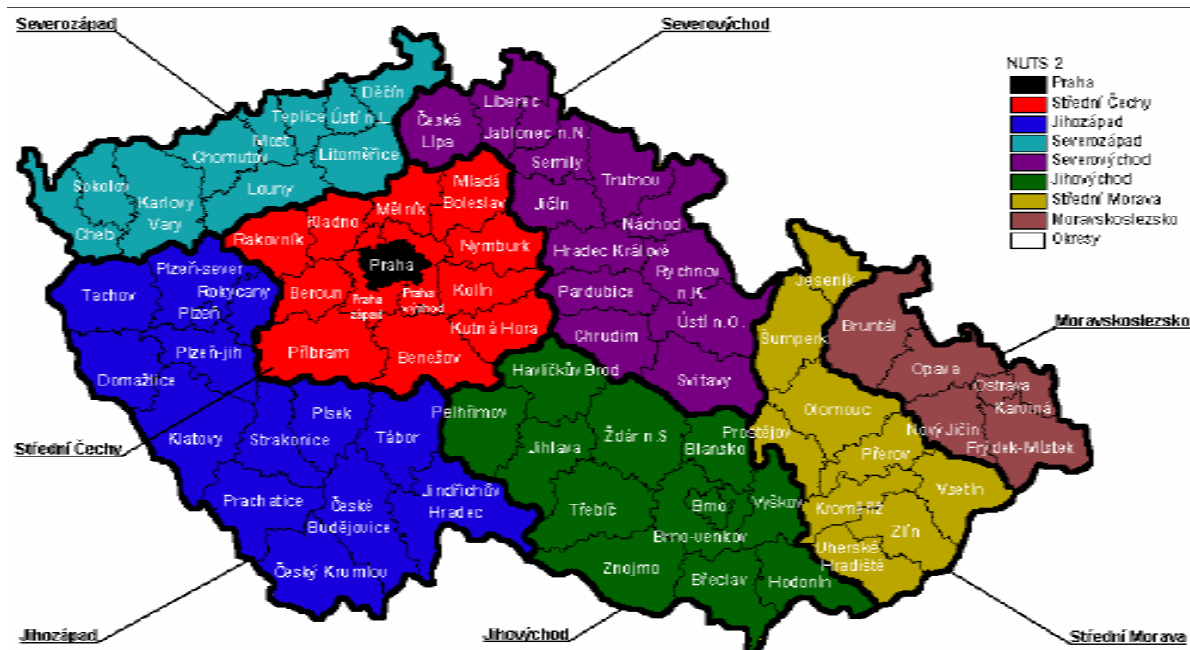 Severozápad
Severovýchod
NUTS 2
Praha
Střední Čechy
Jihozápad
Severozápad
Severovýchod
Jihovýchod
Střední Morava
Moravskoslezsko
Okresy
Děčín
Teplice
Ústí n.L.
Most
Chomutov
Litoměřice
Louny
Sokolov
Karlovy
Vary
Cheb
Česká
Lípa
Liberec
Jablonec n.N.
Semily
Trutnov
Jičín
Náchod
Hradec Králové
Rychnov
n.K.
Pardubice
Ústí n.O.
Chrudim
Svitavy
Mladá
Boleslav
Mělník
Kladno
Rakovník
Nymburk
Praha
Beroun
Praha
západ
Praha
východ
Kolín
Kutná Hora
Příbram
Benešov
Plzeň-sever
Tachov
Rokycany
Plzeň
Plzeň-jih
Domažlice
Klatovy
Písek
Strakonice
Tábor
Prachatice
České
Budějovice
Jindřichův
Hradec
Český Krumlov
Havlíčkův Brod
Pelhřimov
Jihlava
Žďár n.S
Blansko
Třebíč
Brno
Vyškov
Brno-venkov
Znojmo
Břeclav
Hodonín
Jeseník
Šumperk
Olomouc
Prostějov
Přerov
Kroměříž
Vsetín
Zlín
Uherské
Hradiště
Bruntál
Opava
Ostrava
Karviná
Nový Jičín
Frýdek-Místek
Moravskoslezsko
Střední Čechy
Jihozápad
Jihovýchod
Střední Morava